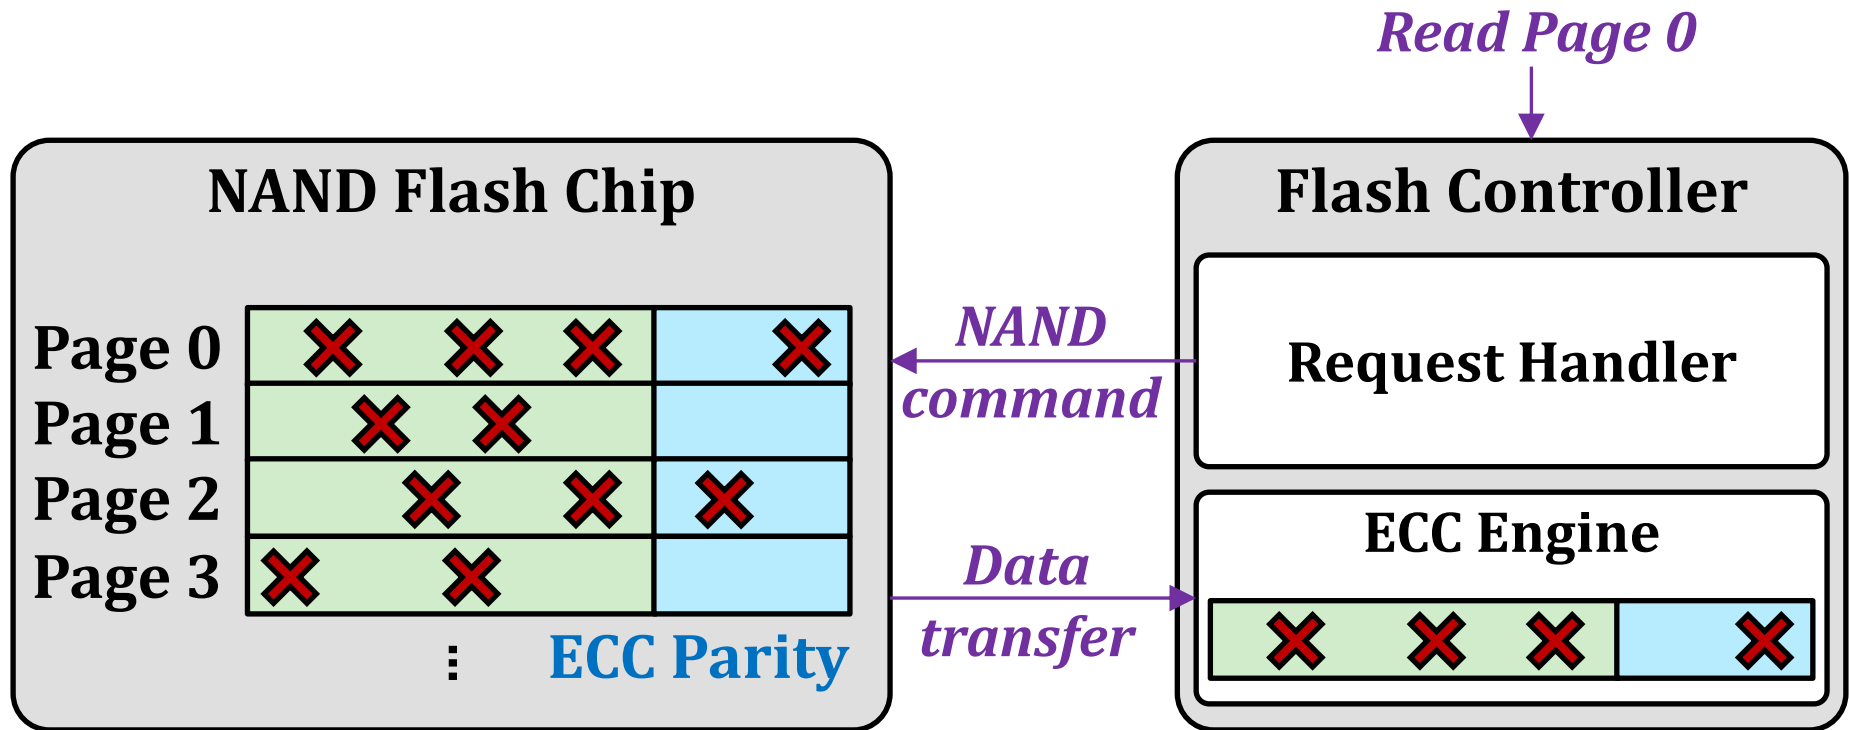 Read Page 0
NAND Flash Chip
Page 0
Page 1
Page 2
Page 3
⋮
ECC Parity
NAND
command
Data
transfer
Flash Controller
Request Handler
ECC Engine